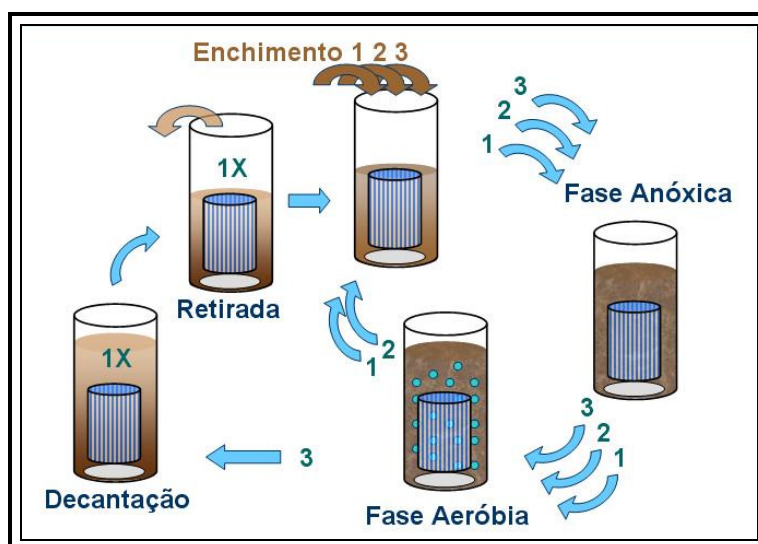 Enchimento 1 2 3
3
2
1
1X
Fase Anóxica
Retirada
2
1
1X
3
2
1
3
Decantação
Fase Aeróbia